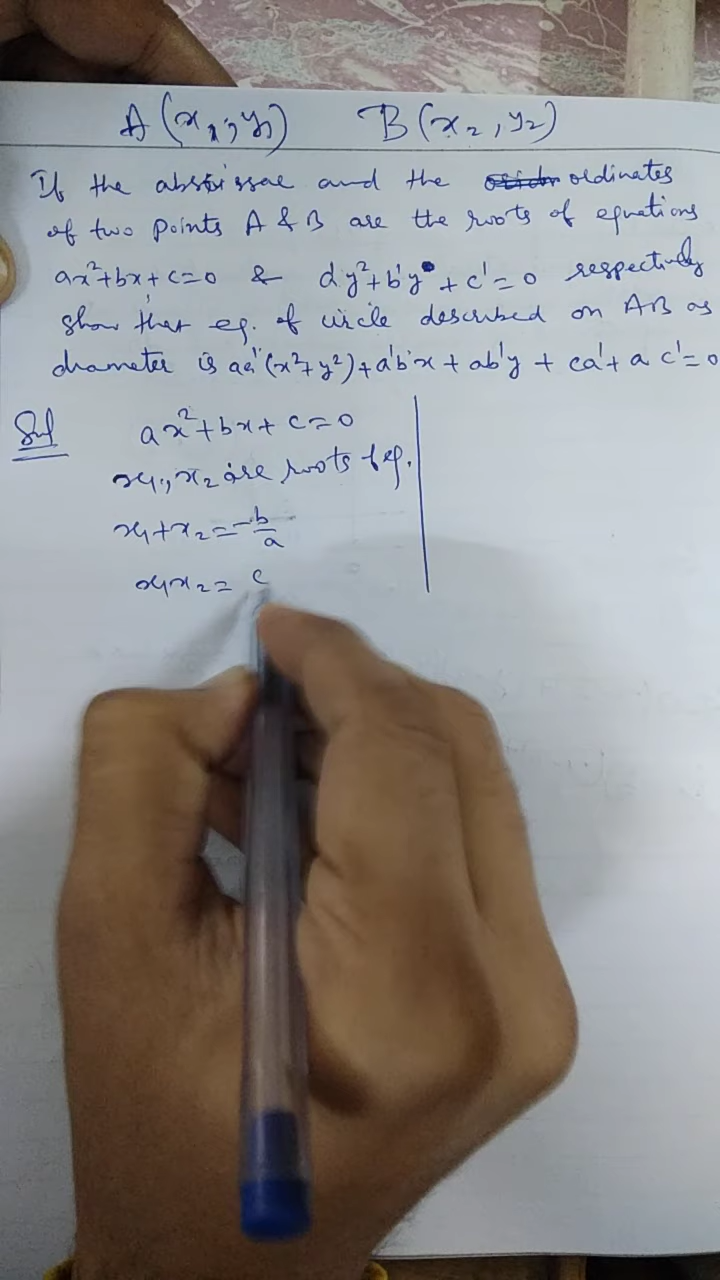 A (x₁, y₁) B (x₂, y₂)
If the abscissae and the ordinates
of two points A & B are the roots of equations
ax²+bx+c=0 & a'y²+b'y + c'=0 respectively
show that eq. of circle described on AB as
diameter is aa'(x²+y²)+a'b x + ab'y + ca'+ a c'=0
Sol ax²+bx+c=0
x₁, x₂ are roots of eq.
x₁+x₂=-b/a
x₁x₂= c